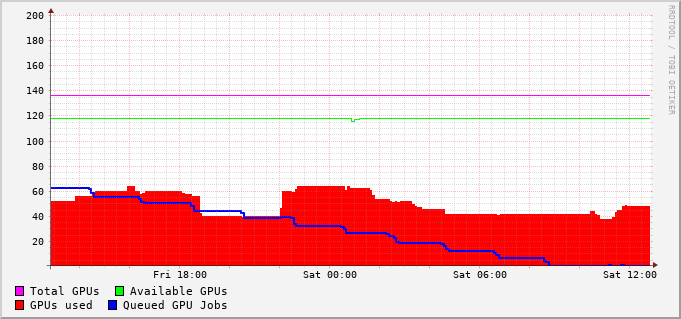 200
180
160
140
120
100
80
60
40
20
Fri 18:00 Sat 00:00 Sat 06:00 Sat 12:00
Total GPUs Available GPUs
GPUs used Queued GPU Jobs
RRDTOOL / TOBI OETIKER